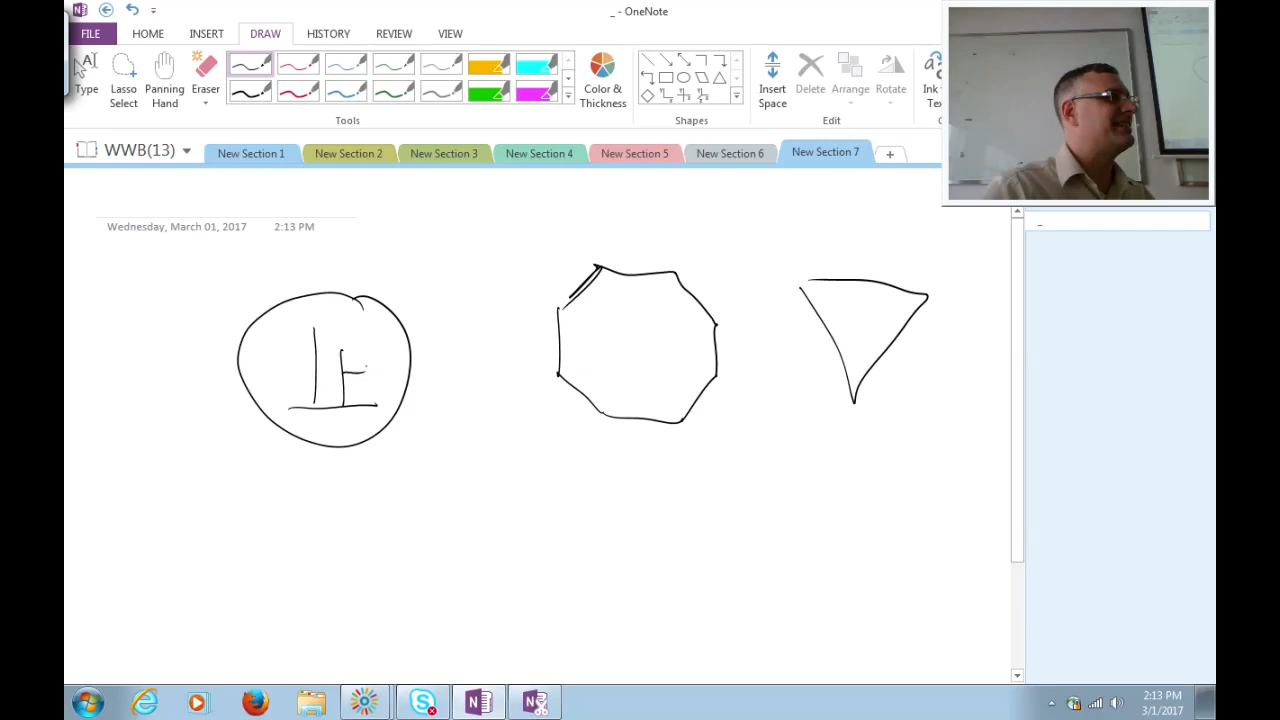 _ - OneNote
FILE HOME INSERT DRAW HISTORY REVIEW VIEW
Type
Lasso Select
Panning Hand
Eraser
Color & Thickness
Insert Space
Delete
Arrange
Rotate
Ink to
Tools
Shapes
Edit
WWB(13)
New Section 1
New Section 2
New Section 3
New Section 4
New Section 5
New Section 6
New Section 7
Wednesday, March 01, 2017 2:13 PM
2:13 PM
3/1/2017